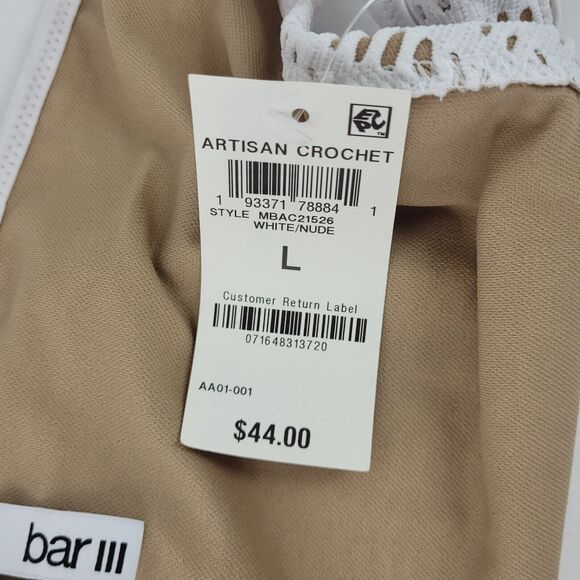 EPC™
ARTISAN CROCHET
1 93371 78884 1
STYLE MBAC21526
WHITE/NUDE
L
Customer Return Label
071648313720
AA01-001
$44.00
bar III